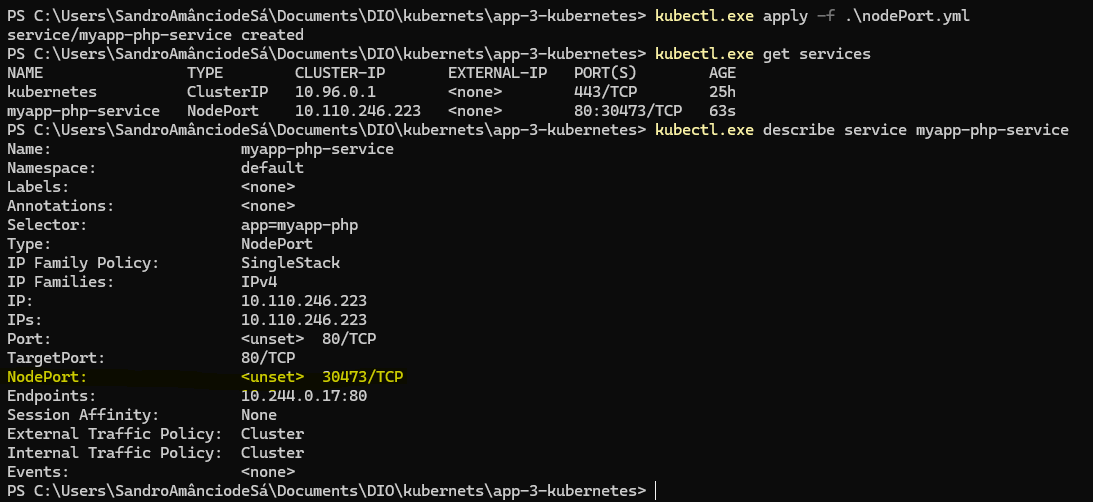 PS C:\Users\SandroAmânciodeSá\Documents\DIO\kubernets\app-3-kubernetes> kubectl.exe apply -f .\nodePort.yml
service/myapp-php-service created
PS C:\Users\SandroAmânciodeSá\Documents\DIO\kubernets\app-3-kubernetes> kubectl.exe get services
NAME                TYPE        CLUSTER-IP       EXTERNAL-IP   PORT(S)        AGE
kubernetes          ClusterIP   10.96.0.1        <none>        443/TCP        25h
myapp-php-service   NodePort    10.110.246.223   <none>        80:30473/TCP   63s
PS C:\Users\SandroAmânciodeSá\Documents\DIO\kubernets\app-3-kubernetes> kubectl.exe describe service myapp-php-service
Name:                     myapp-php-service
Namespace:                default
Labels:                   <none>
Annotations:              <none>
Selector:                 app=myapp-php
Type:                     NodePort
IP Family Policy:         SingleStack
IP Families:              IPv4
IP:                       10.110.246.223
IPs:                      10.110.246.223
Port:                     <unset>  80/TCP
TargetPort:               80/TCP
NodePort:                 <unset>  30473/TCP
Endpoints:                10.244.0.17:80
Session Affinity:         None
External Traffic Policy:  Cluster
Internal Traffic Policy:  Cluster
Events:                   <none>
PS C:\Users\SandroAmânciodeSá\Documents\DIO\kubernets\app-3-kubernetes>